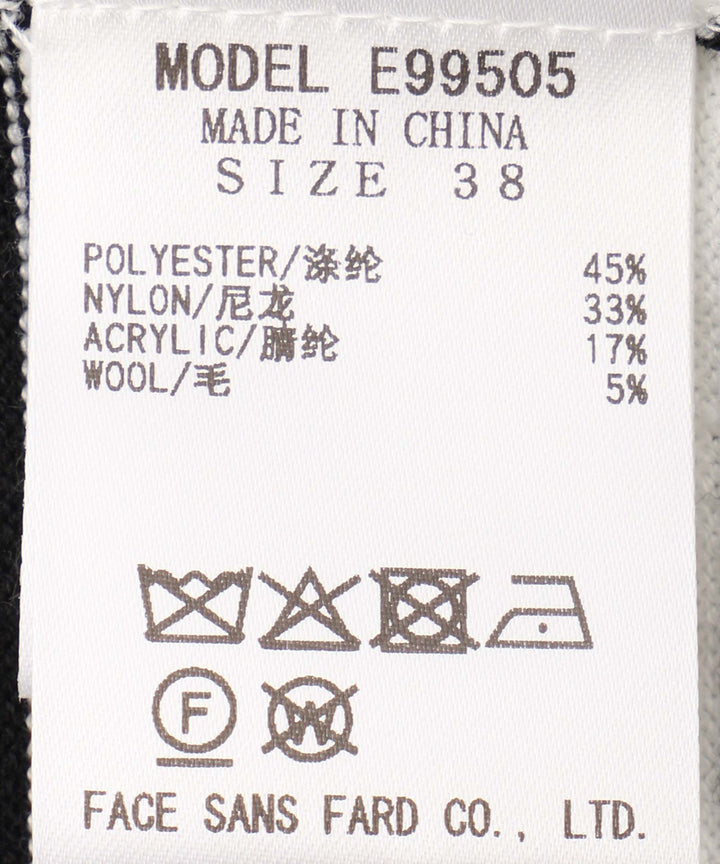 MODEL E99505
MADE IN CHINA
SIZE 38
POLYESTER/涤纶 45%
NYLON/尼龙 33%
ACRYLIC/腈纶 17%
WOOL/毛 5%
F
W
FACE SANS FARD CO., LTD.